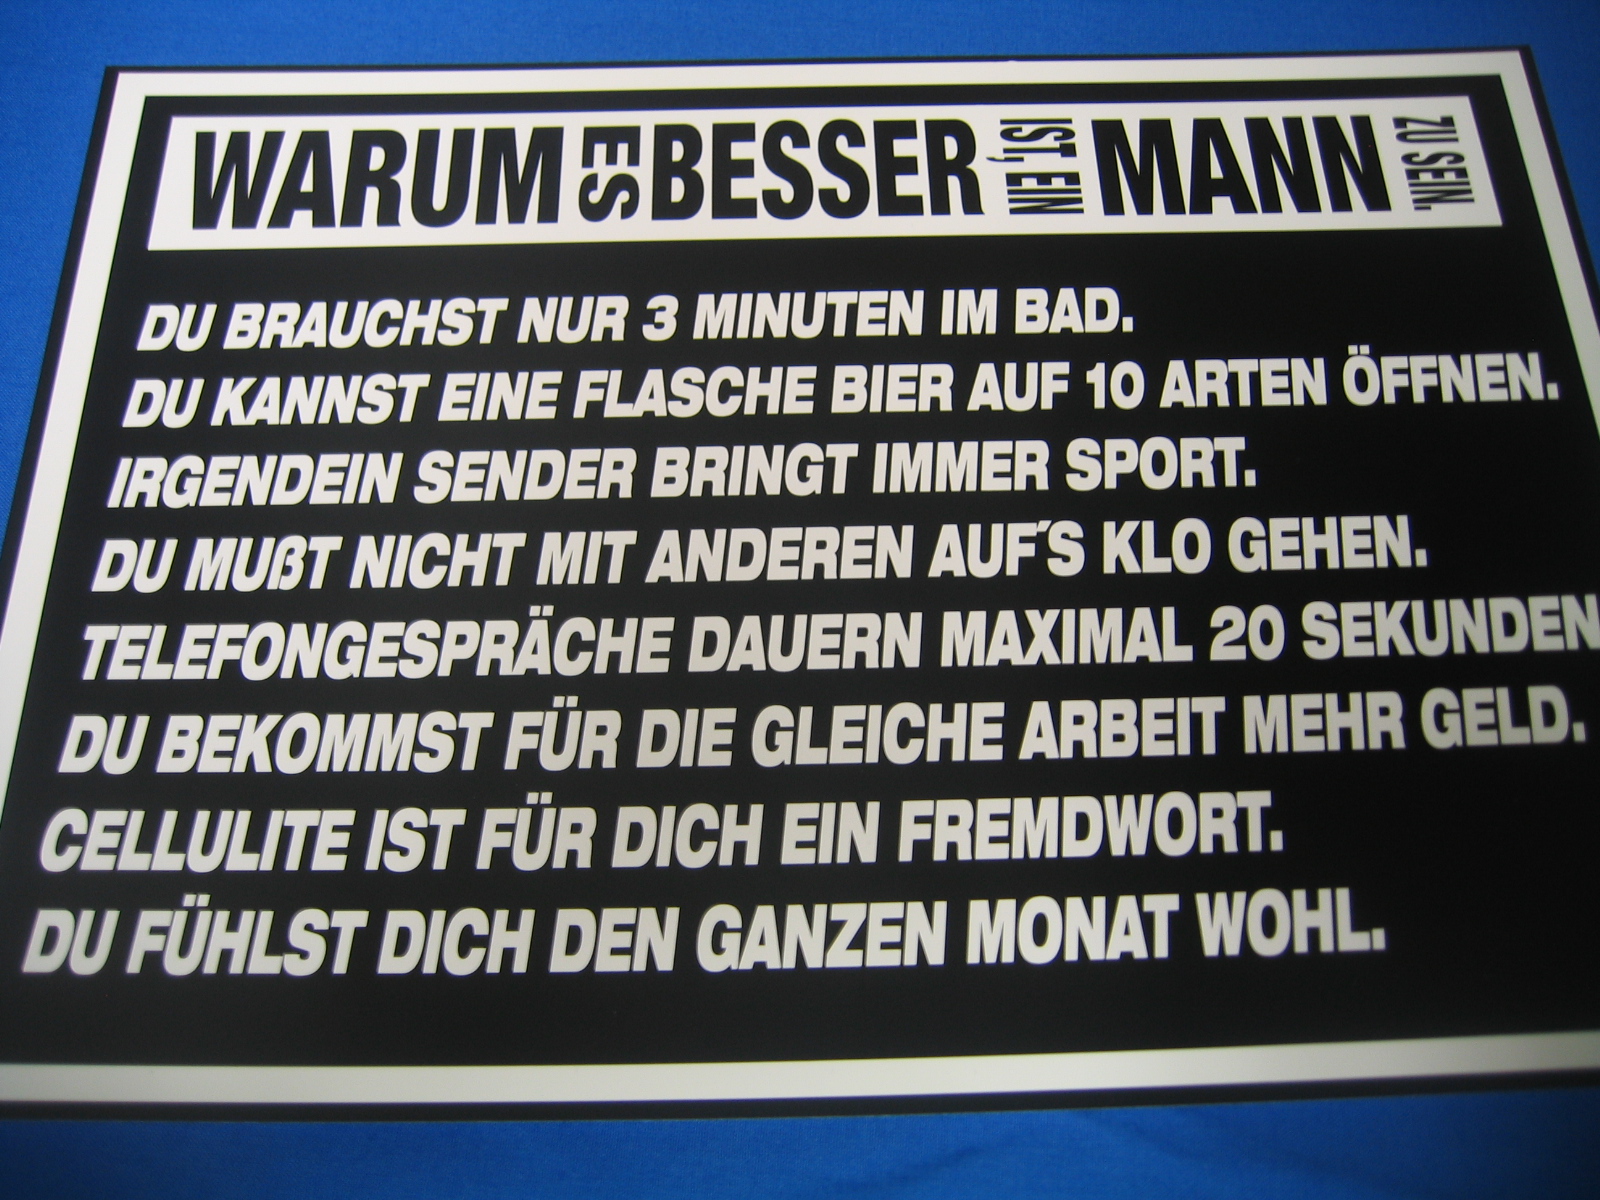 WARUM ES BESSER IST, EIN MANN ZU SEIN.
DU BRAUCHST NUR 3 MINUTEN IM BAD.
DU KANNST EINE FLASCHE BIER AUF 10 ARTEN ÖFFNEN.
IRGENDEIN SENDER BRINGT IMMER SPORT.
DU MUßT NICHT MIT ANDEREN AUF´S KLO GEHEN.
TELEFONGESPRÄCHE DAUERN MAXIMAL 20 SEKUNDEN
DU BEKOMMST FÜR DIE GLEICHE ARBEIT MEHR GELD.
CELLULITE IST FÜR DICH EIN FREMDWORT.
DU FÜHLST DICH DEN GANZEN MONAT WOHL.